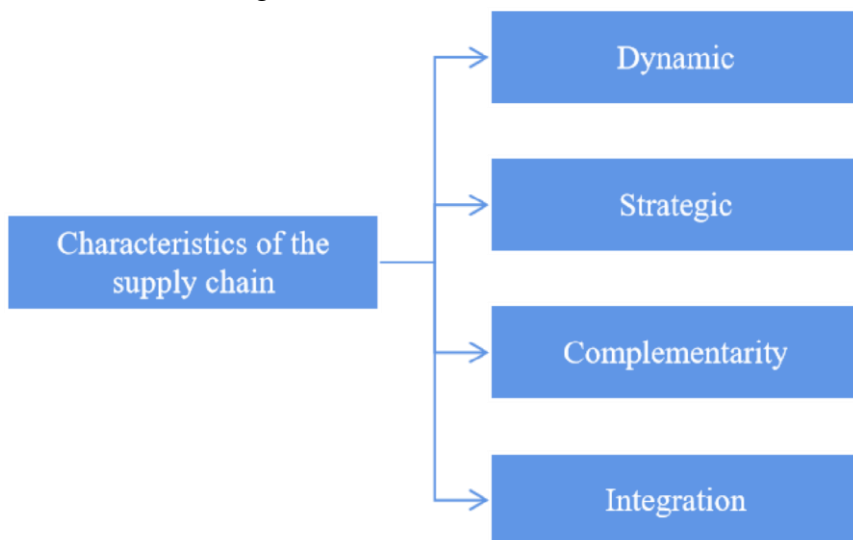 Dynamic
Strategic
Characteristics of the
supply chain
Complementarity
Integration